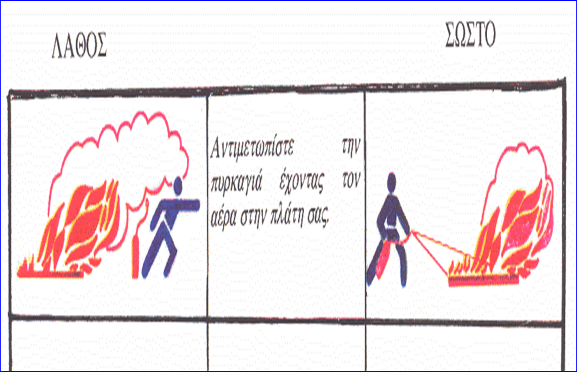 ΛΑΘΟΣ
ΣΩΣΤΟ
Αντιμετωπίστε την
πυρκαγιά έχοντας τον
αέρα στην πλάτη σας.